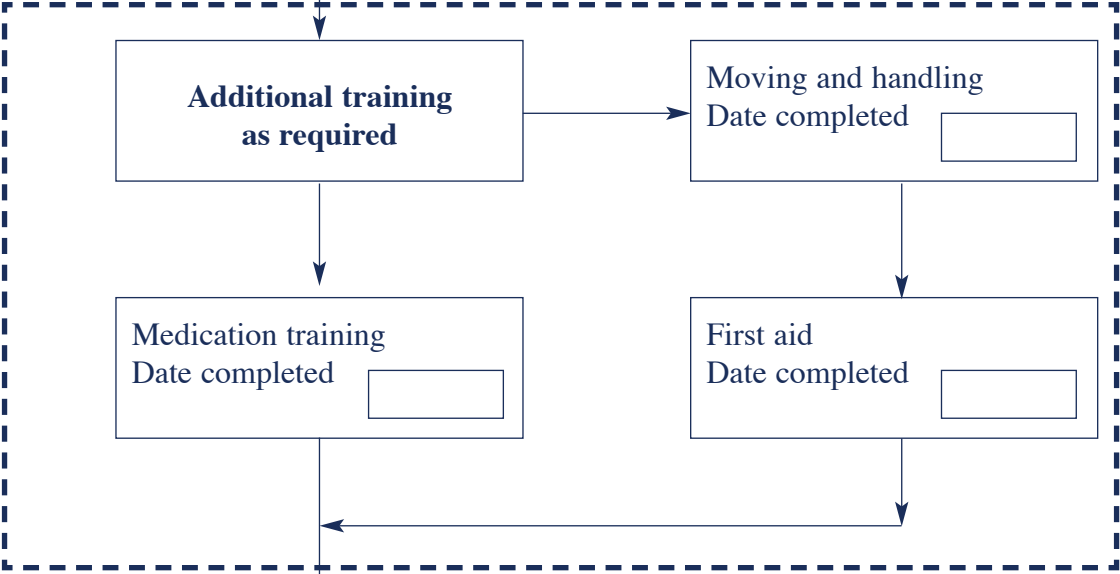 Additional training
as required
Moving and handling
Date completed
Medication training
Date completed
First aid
Date completed